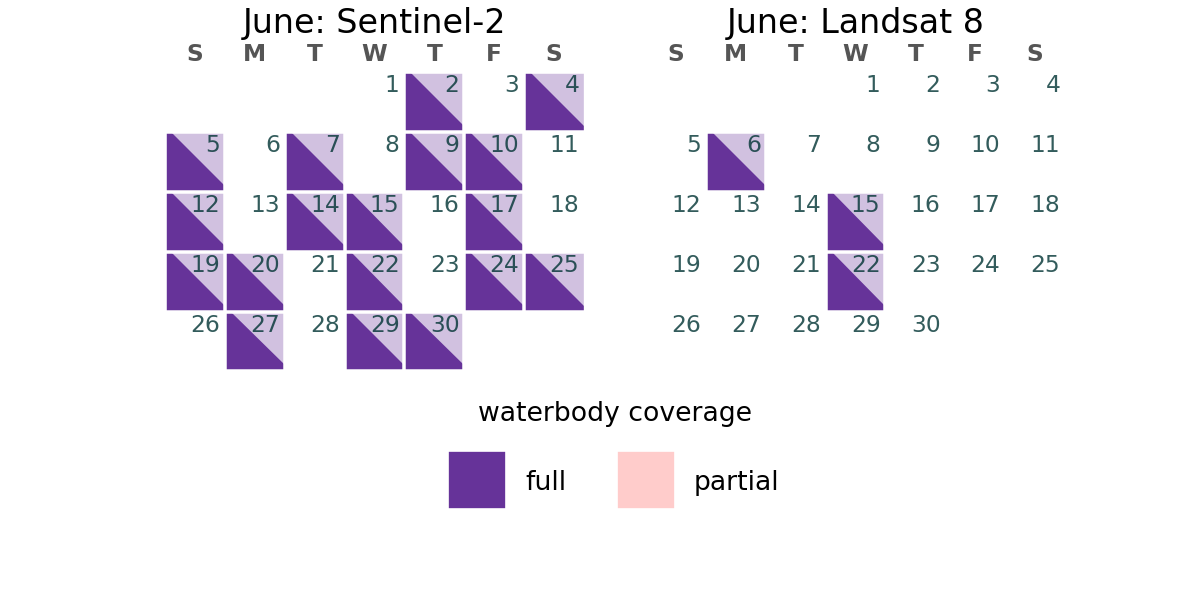 June: Sentinel-2
S M T W T F S
1 2 3 4
5 6 7 8 9 10 11
12 13 14 15 16 17 18
19 20 21 22 23 24 25
26 27 28 29 30
June: Landsat 8
S M T W T F S
1 2 3 4
5 6 7 8 9 10 11
12 13 14 15 16 17 18
19 20 21 22 23 24 25
26 27 28 29 30
waterbody coverage
full
partial